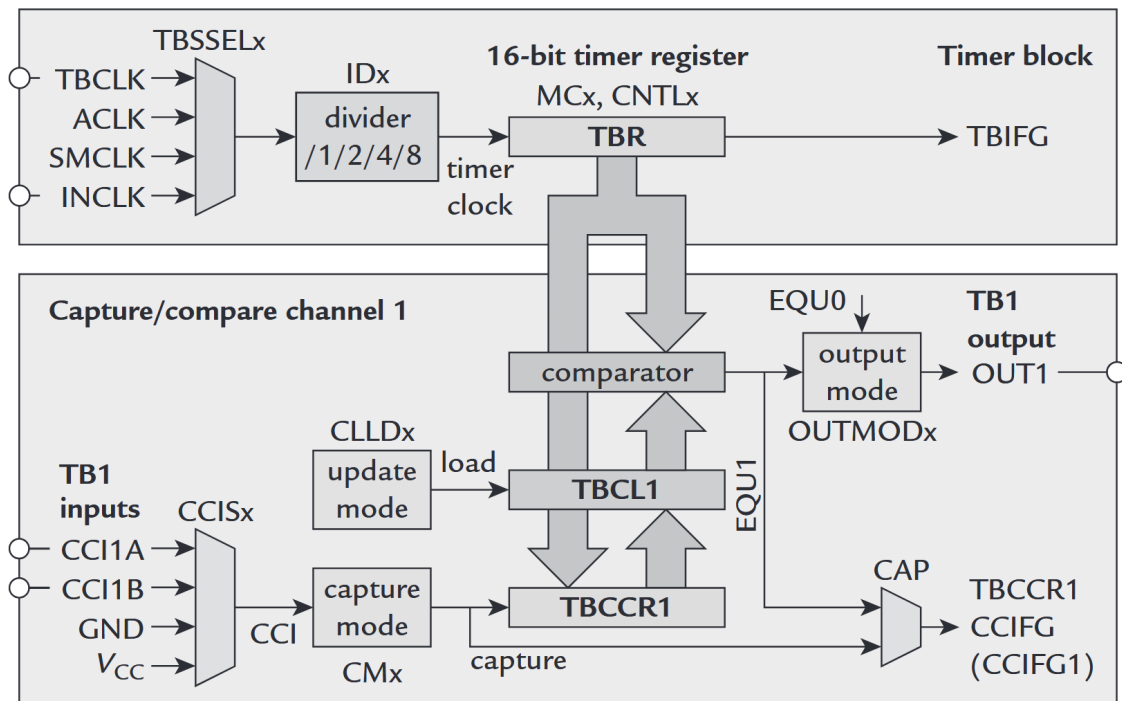 TBSSELx
TBCLK
ACLK
SMCLK
INCLK
IDx
divider
/1/2/4/8
timer
clock
16-bit timer register
MCx, CNTLx
TBR
Timer block
TBIFG
Capture/compare channel 1
EQU0
TB1
output
OUT1
output
mode
OUTMODx
comparator
CLLDx
update
mode
load
TBCL1
EQU1
TB1
inputs
CCISx
CCI1A
CCI1B
GND
VCC
CCI
capture
mode
CMx
TBCCR1
capture
CAP
TBCCR1
CCIFG
(CCIFG1)